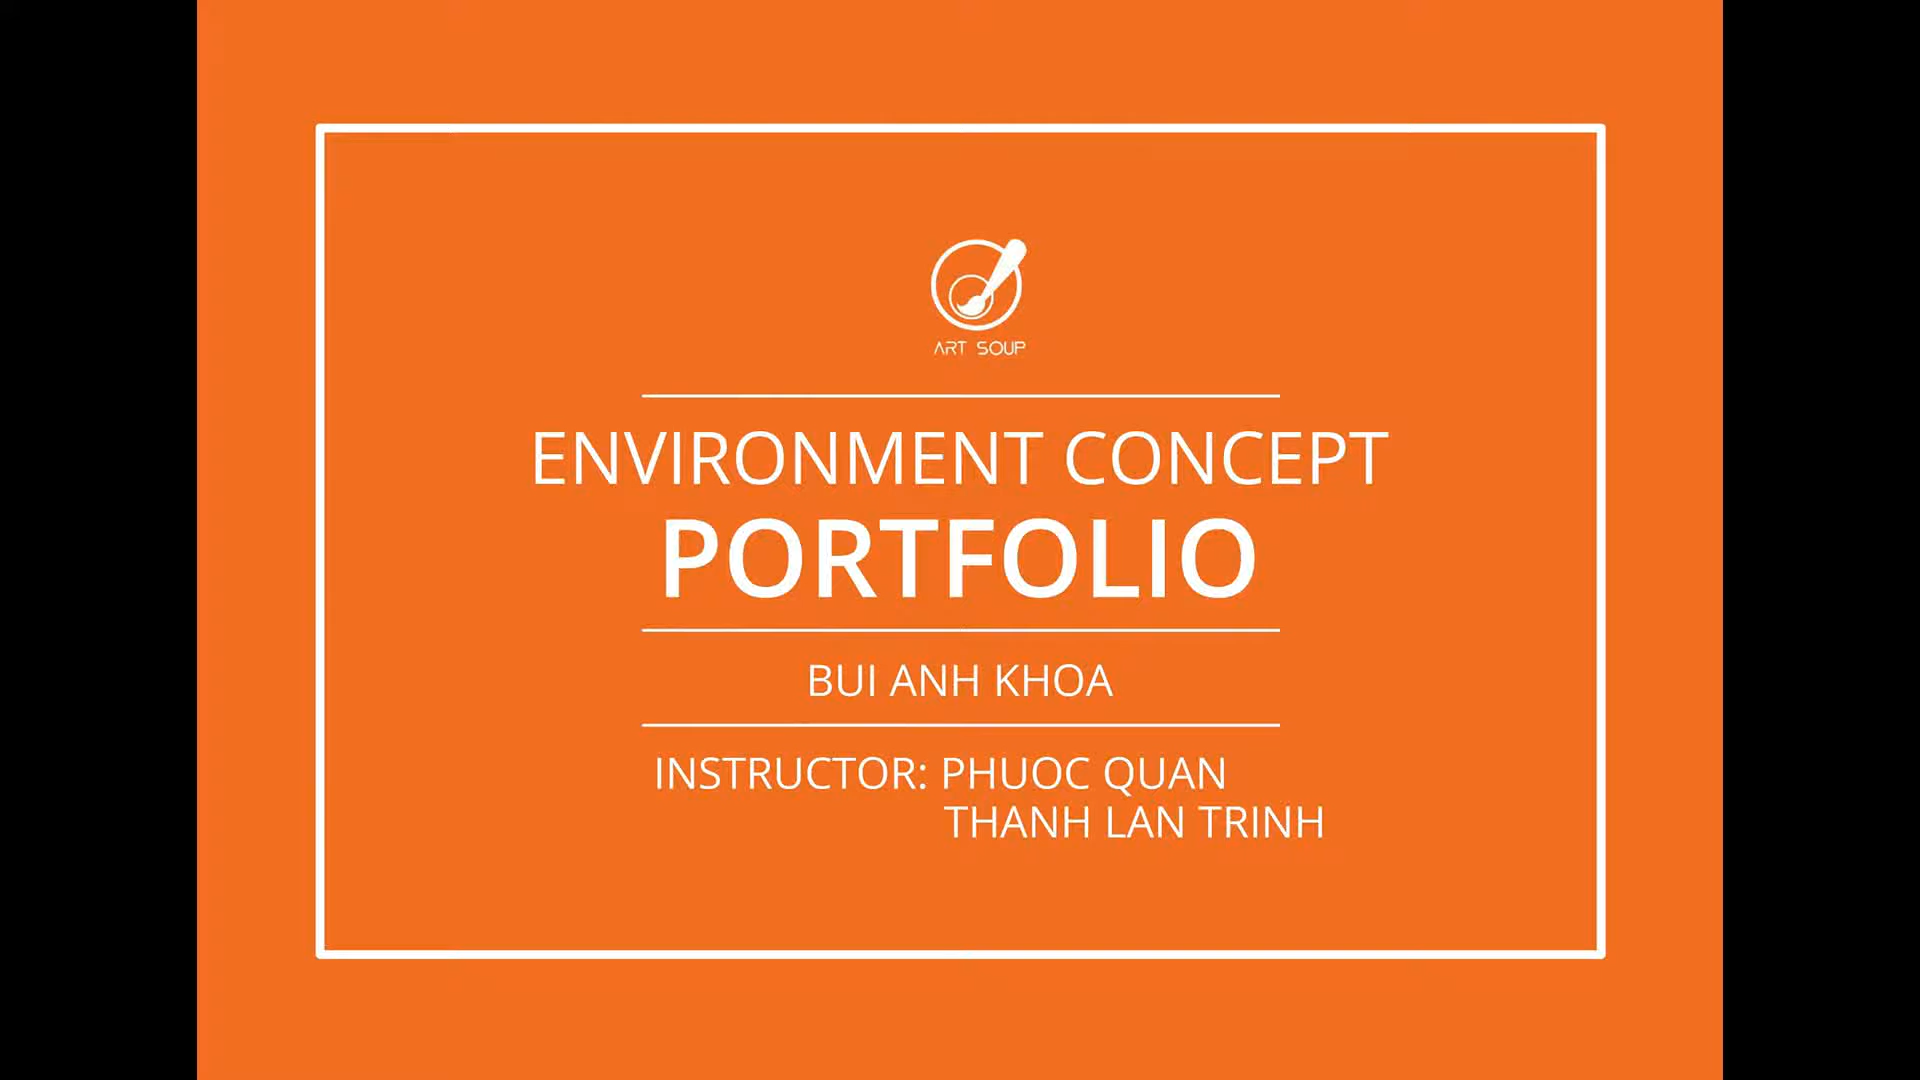 ART SOUP
ENVIRONMENT CONCEPT
PORTFOLIO
BUI ANH KHOA
INSTRUCTOR: PHUOC QUAN
THANH LAN TRINH